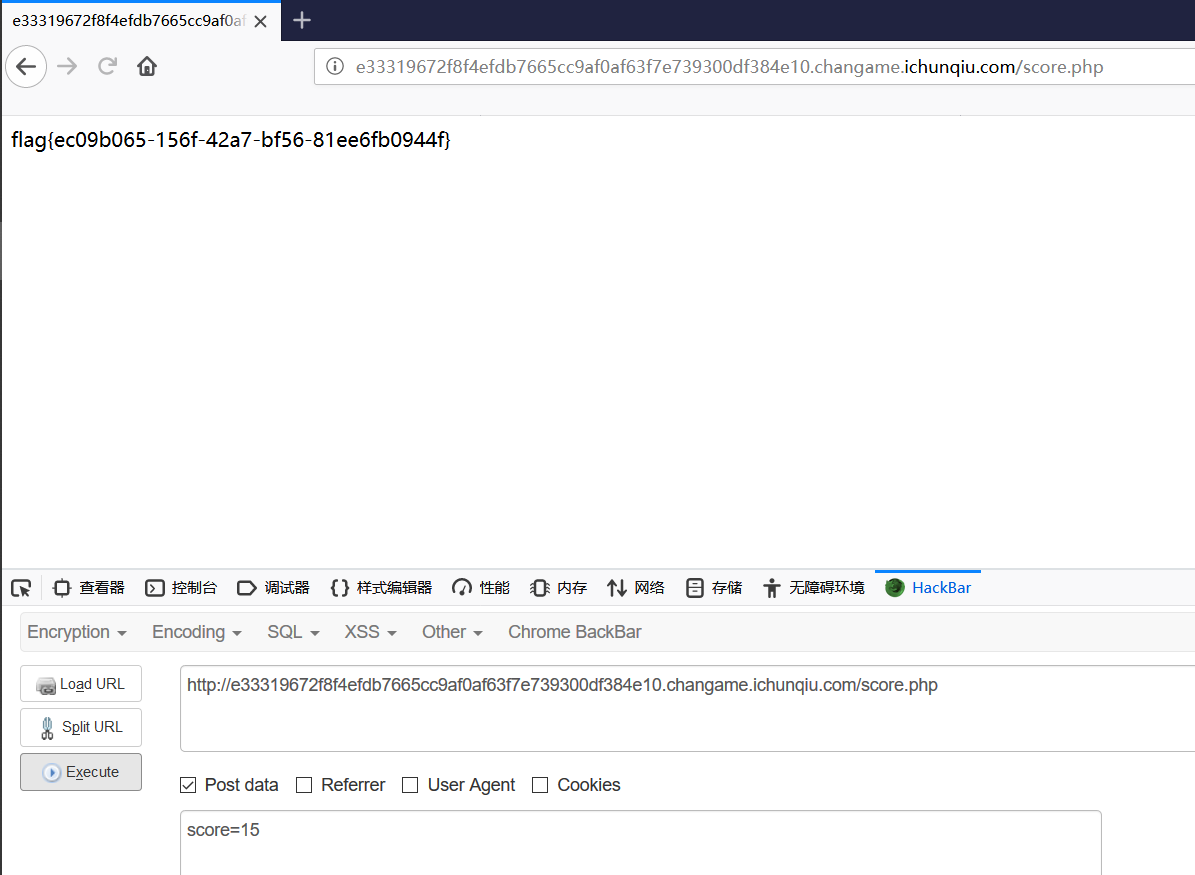 e33319672f8f4efdb7665cc9af0af
e33319672f8f4efdb7665cc9af0af63f7e739300df384e10.changame.ichunqiu.com/score.php
flag{ec09b065-156f-42a7-bf56-81ee6fb0944f}
查看器 控制台 调试器 样式编辑器 性能 内存 网络 存储 无障碍环境 HackBar
Encryption Encoding SQL XSS Other Chrome BackBar
Load URL
http://e33319672f8f4efdb7665cc9af0af63f7e739300df384e10.changame.ichunqiu.com/score.php
Split URL
Execute
Post data Referrer User Agent Cookies
score=15